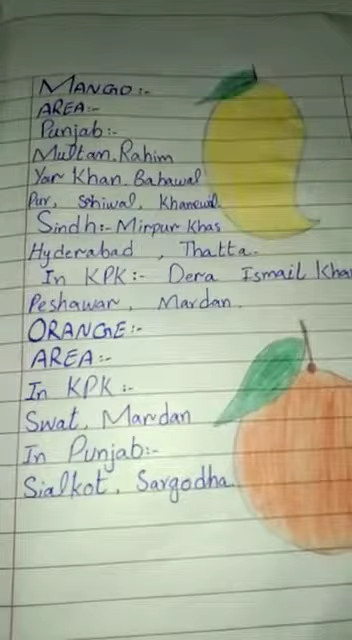 MANGO:-
AREA:-
Punjab:-
Multan. Rahim
Yar Khan. Bahawal
Pur, Sahiwal, Khanewal
Sindh:- Mirpur Khas
Hyderabad , Thatta.
In KPK:- Dera Ismail Khan
Peshawar, Mardan.
ORANGE:-
AREA:-
In KPK:-
Swat, Mardan
In Punjab:-
Sialkot, Sargodha